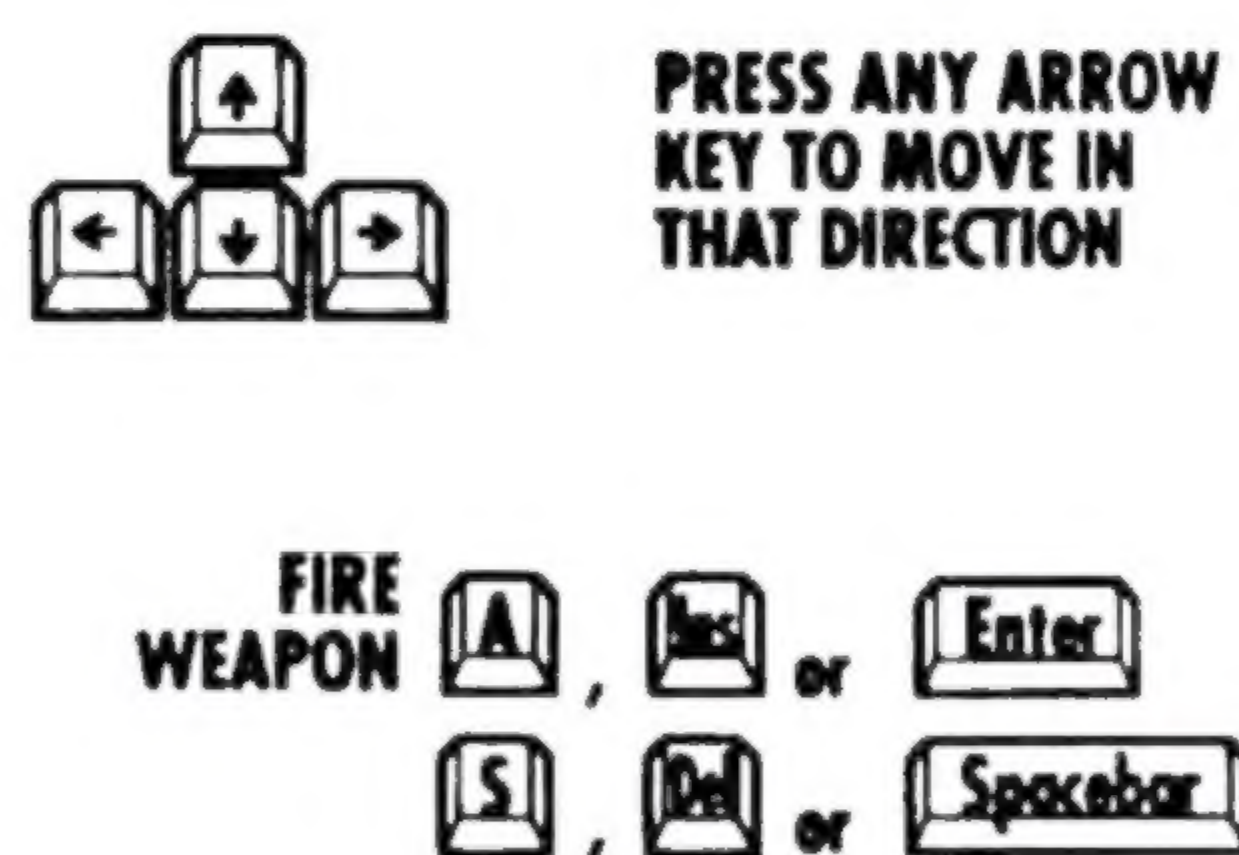 PRESS ANY ARROW
KEY TO MOVE IN
THAT DIRECTION
FIRE
WEAPON
A , or Enter
S , Del or Spacebar